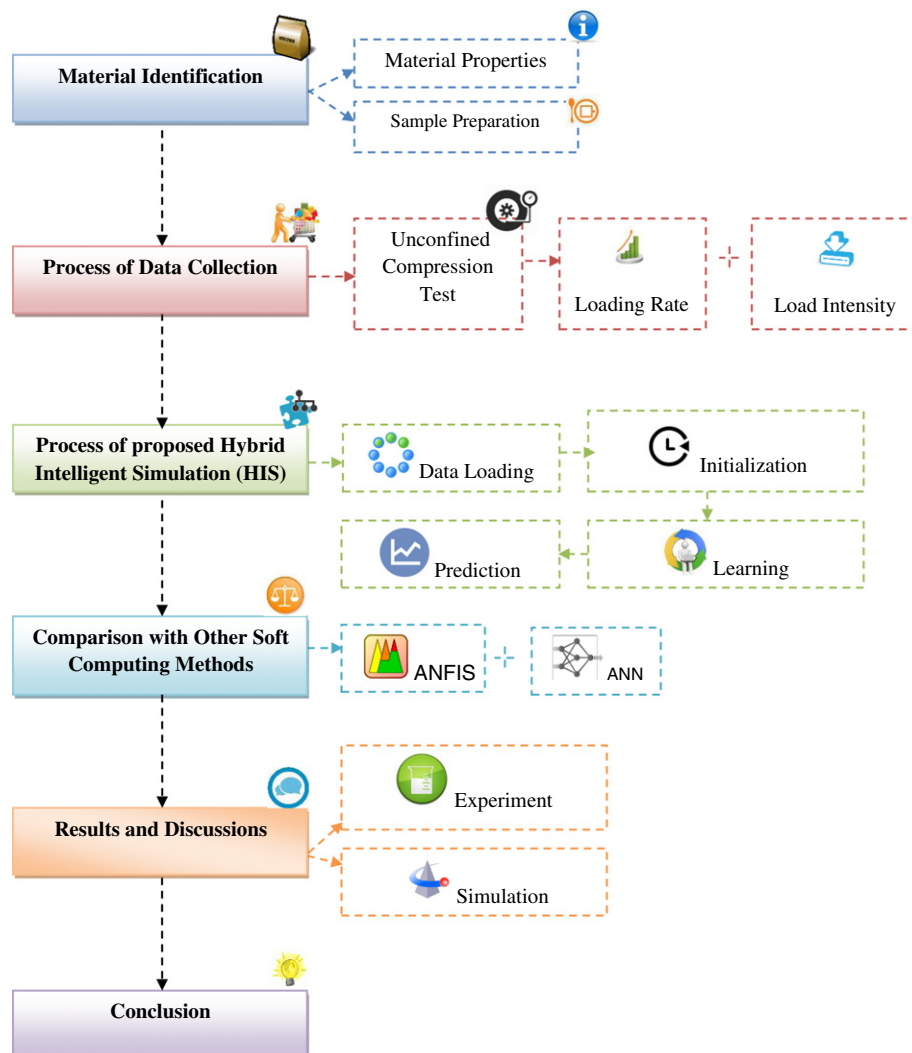 Material Identification
Material Properties
Sample Preparation
Process of Data Collection
Unconfined
Compression
Test
Loading Rate
Load Intensity
Process of proposed Hybrid
Intelligent Simulation (HIS)
Data Loading
Initialization
Prediction
Learning
Comparison with Other Soft
Computing Methods
ANFIS
ANN
Results and Discussions
Experiment
Simulation
Conclusion